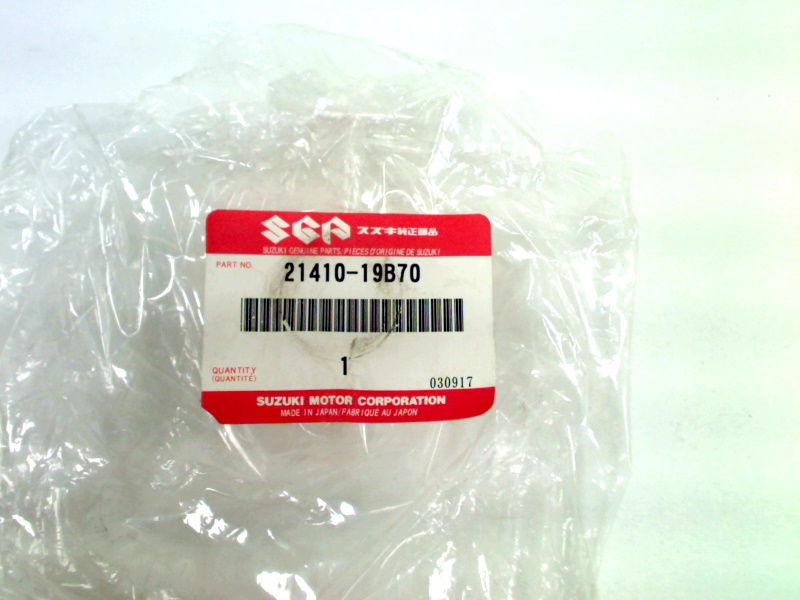 SGP スズキ純正部品
SUZUKI GENUINE PARTS. PIECES D'ORIGINE DE SUZUKI
PART NO.
21410-19B70
QUANTITY
(QUANTITÉ)
1
030917
SUZUKI MOTOR CORPORATION
MADE IN JAPAN/FABRIQUÉ AU JAPON